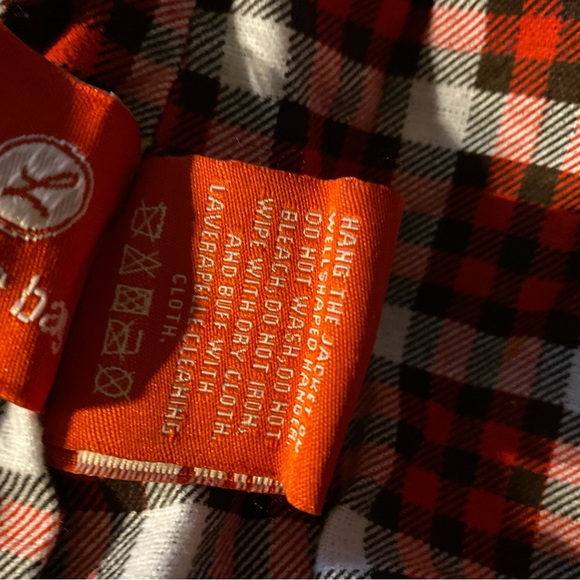 HANG THE JACKET ON
WELL-SHAPED HANGER.
DO NOT WASH DO NOT
BLEACH. DO NOT IRON.
WIPE WITH DRY CLOTH.
AND BUFF WITH
CLOTH.
bag